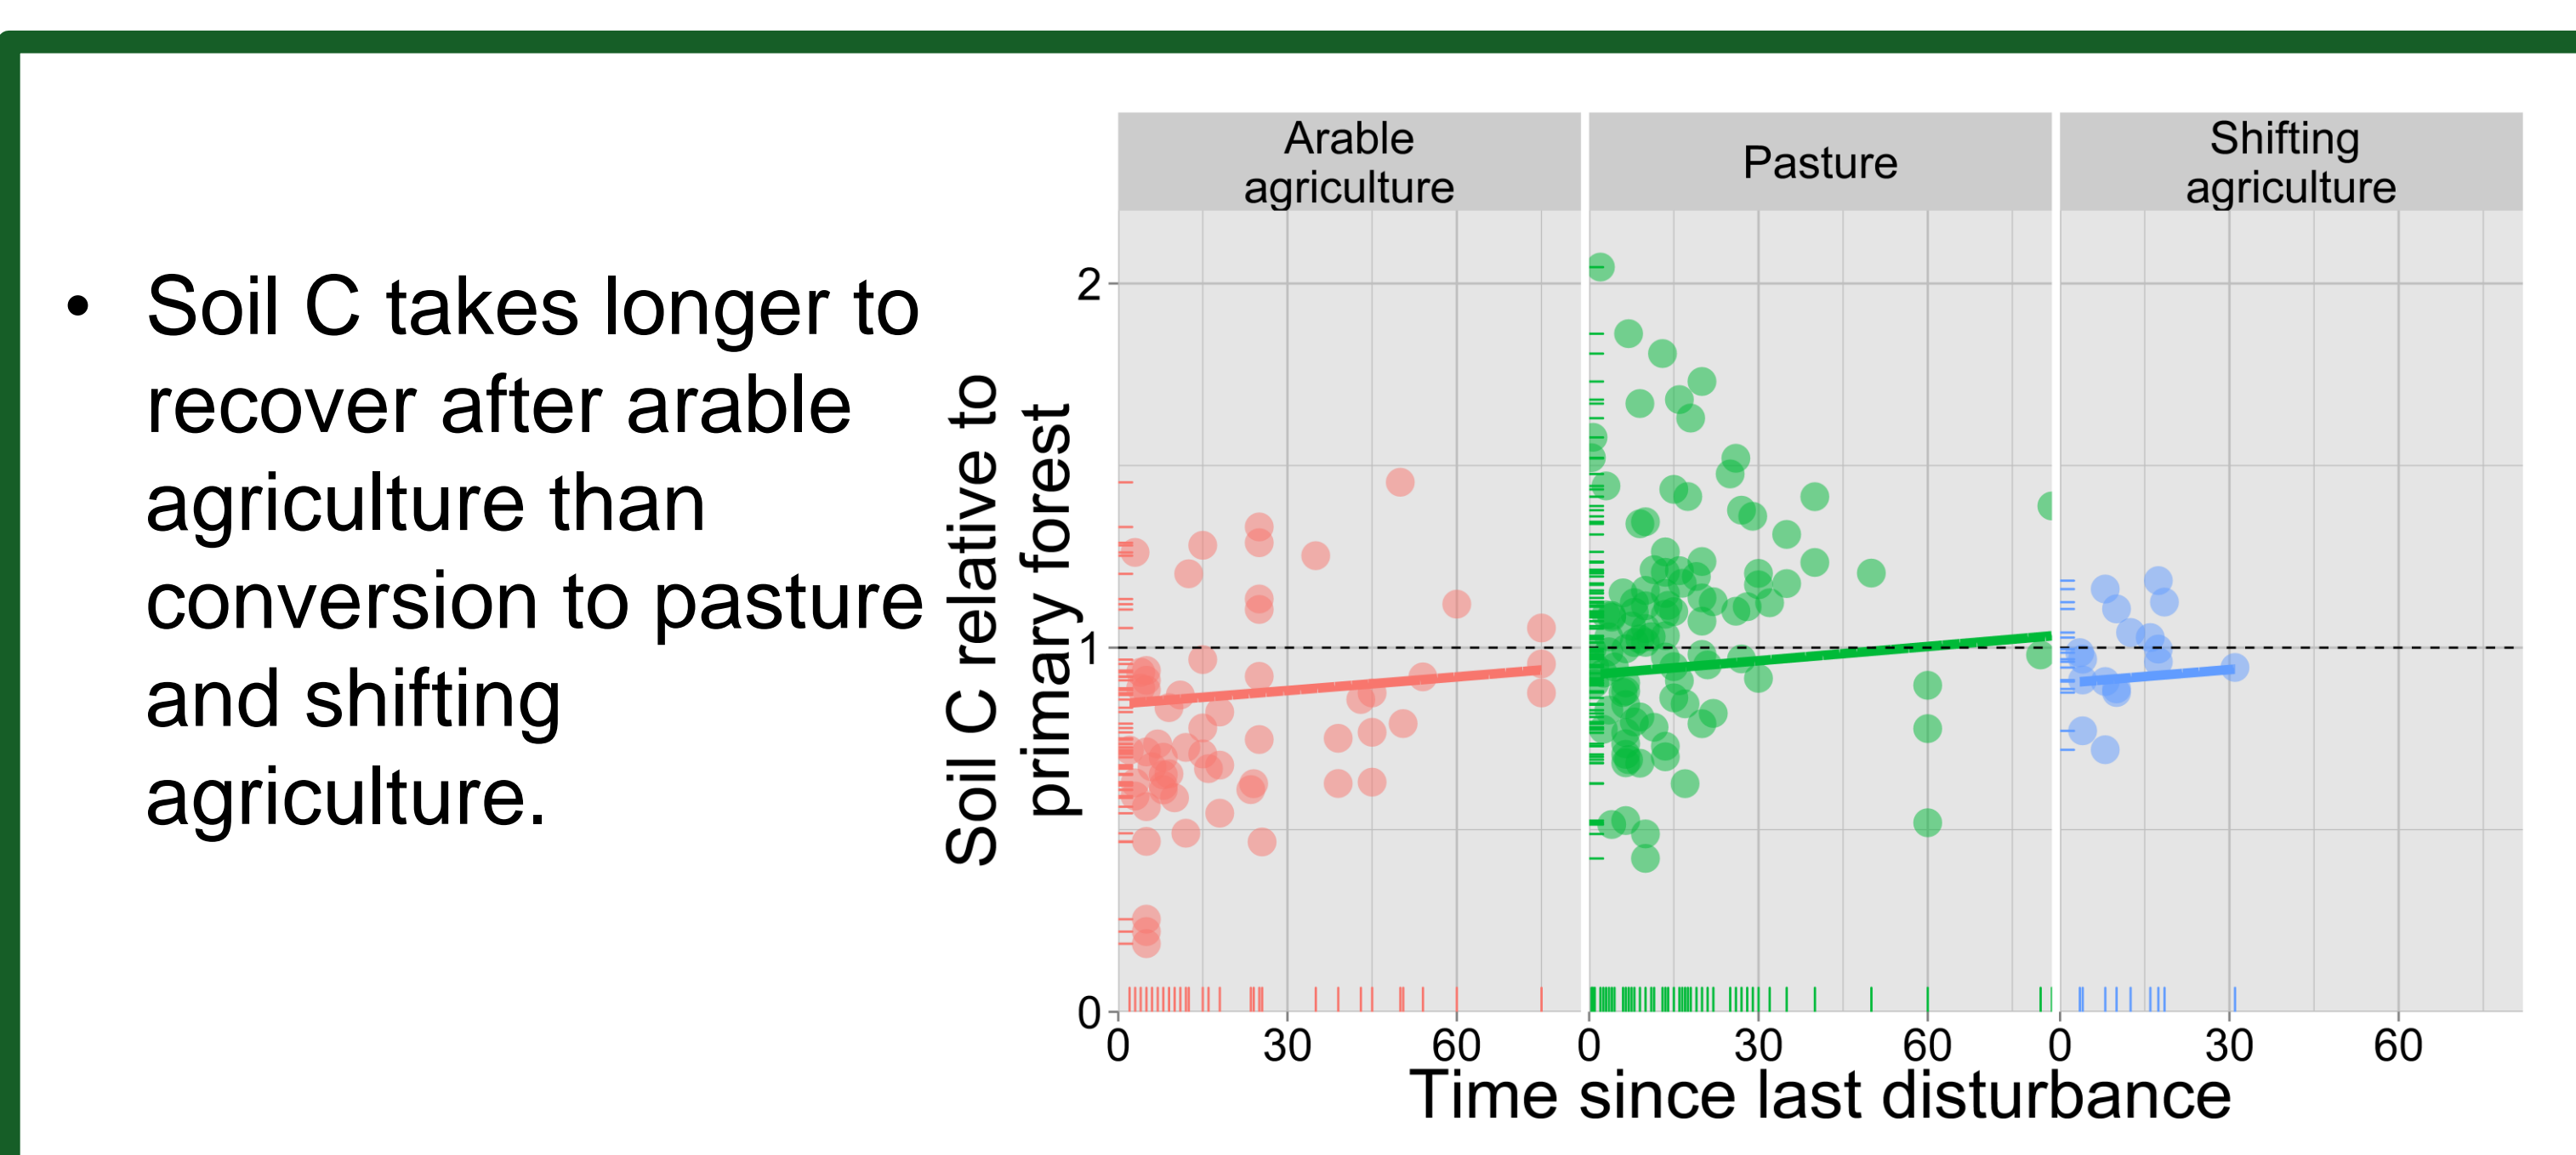 • Soil C takes longer to
recover after arable
agriculture than
conversion to pasture
and shifting
agriculture.
Soil C relative to
primary forest
Arable
agriculture
Pasture
Shifting
agriculture
2
1
0
0 30 60 0 30 60 0 30 60
Time since last disturbance